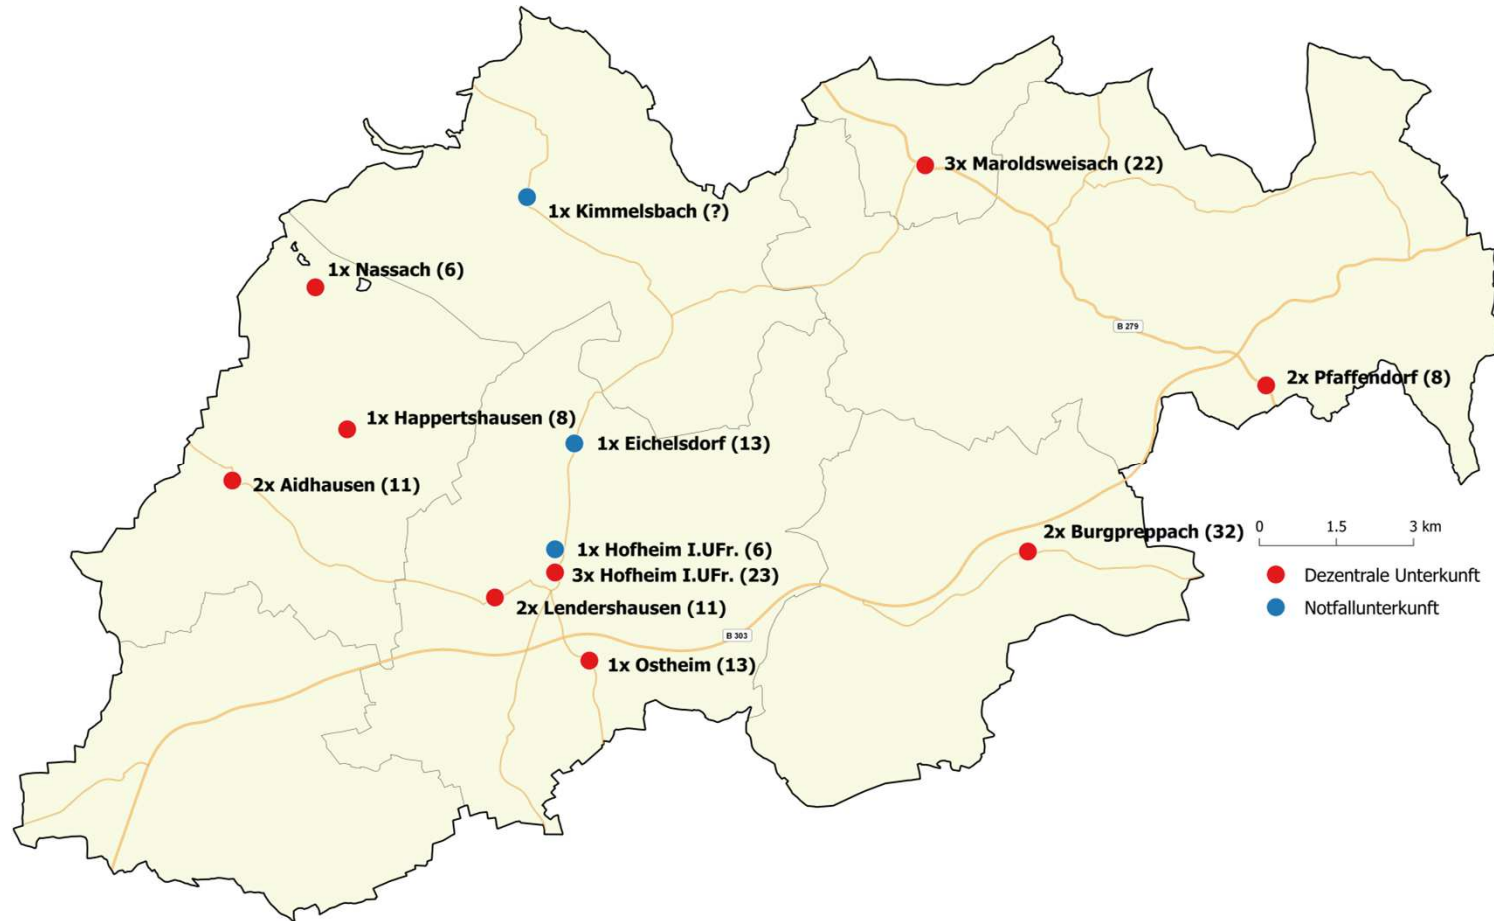 3x Maroldsweisach (22)
1x Kimmelsbach (?)
1x Nassach (6)
B 279
2x Pfaffendorf (8)
1x Happertshausen (8)
1x Eichelsdorf (13)
2x Aidhausen (11)
0 1.5 3 km
2x Burgpreppach (32)
1x Hofheim I.UFr. (6)
3x Hofheim I.UFr. (23)
Dezentrale Unterkunft
2x Lendershausen (11)
Notfallunterkunft
B 303
1x Ostheim (13)